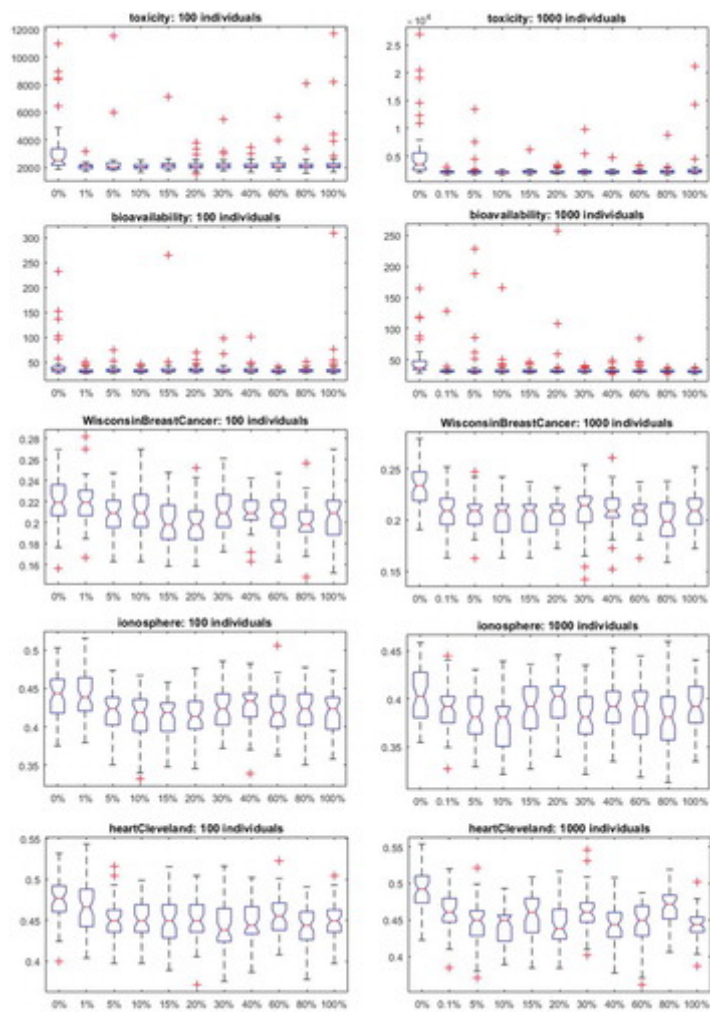 toxicity: 100 individuals
12000
10000
8000
6000
4000
2000
0% 1% 5% 10% 15% 20% 30% 40% 60% 80% 100%
toxicity: 1000 individuals
2.5
2
1.5
1
0.5
0% 0.1% 5% 10% 15% 20% 30% 40% 60% 80% 100%
bioavailability: 100 individuals
300
250
200
150
100
50
0% 1% 5% 10% 15% 20% 30% 40% 60% 80% 100%
bioavailability: 1000 individuals
250
200
150
100
50
0% 0.1% 5% 10% 15% 20% 30% 40% 60% 80% 100%
WisconsinBreastCancer: 100 individuals
0.28
0.26
0.24
0.22
0.2
0.18
0.16
0% 1% 5% 10% 15% 20% 30% 40% 60% 80% 100%
WisconsinBreastCancer: 1000 individuals
0.25
0.2
0.15
0% 0.1% 5% 10% 15% 20% 30% 40% 60% 80% 100%
ionosphere: 100 individuals
0.5
0.45
0.4
0.35
0% 1% 5% 10% 15% 20% 30% 40% 60% 80% 100%
ionosphere: 1000 individuals
0.45
0.4
0.35
0% 0.1% 5% 10% 15% 20% 30% 40% 60% 80% 100%
heartCleveland: 100 individuals
0.55
0.5
0.45
0.4
0% 1% 5% 10% 15% 20% 30% 40% 60% 80% 100%
heartCleveland: 1000 individuals
0.55
0.5
0.45
0.4
0% 0.1% 5% 10% 15% 20% 30% 40% 60% 80% 100%